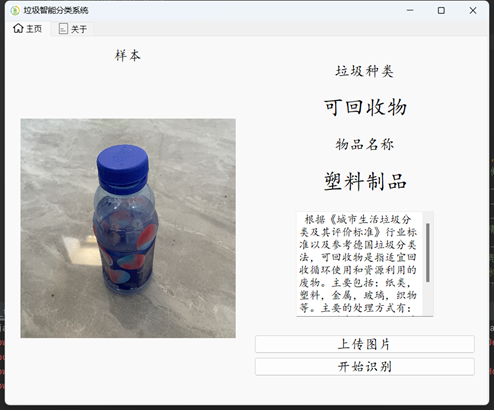 垃圾智能分类系统
主页 关于
样本
垃圾种类
可回收物
物品名称
塑料制品
根据《城市生活垃圾分
类及其评价标准》行业标
准以及参考德国垃圾分类
法，可回收物是指适宜回
收循环使用和资源利用的
废物。主要包括：纸类，
塑料，金属，玻璃，织物
等。主要的处理方式有：
上传图片
开始识别